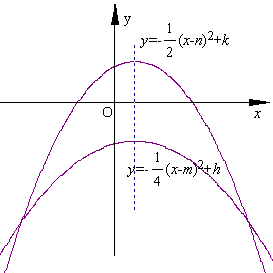 y
y=-1/2(x-n)²+k
O
x
y=-1/4(x-m)²+h